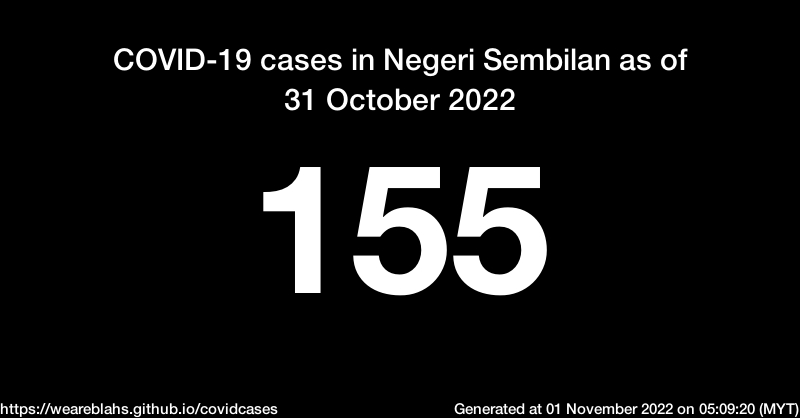 COVID-19 cases in Negeri Sembilan as of
31 October 2022
155
https://weareblahs.github.io/covidcases
Generated at 01 November 2022 on 05:09:20 (MYT)